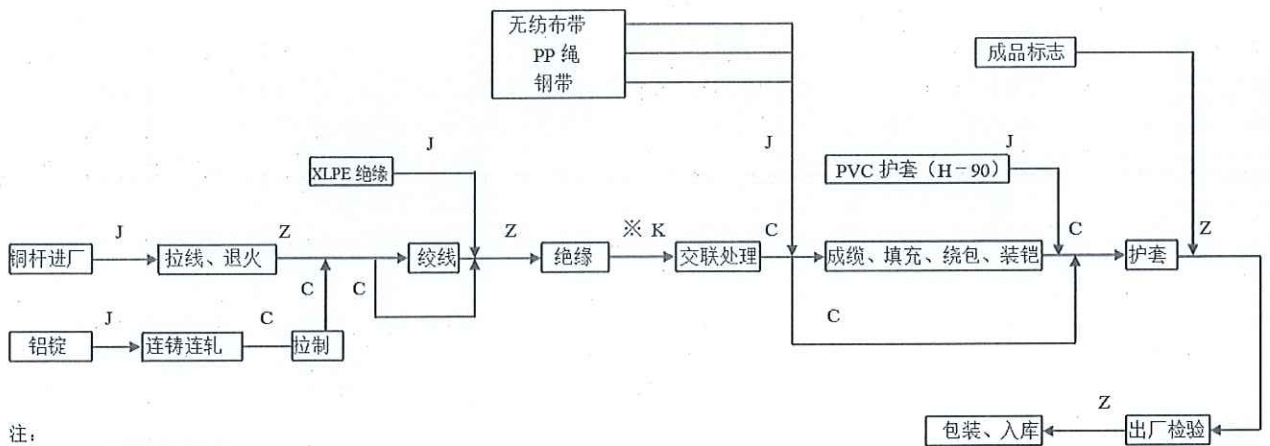 无纺布带
PP 绳
钢带
成品标志
J
J
J
XLPE 绝缘
PVC 护套（H－90）
J
Z
Z
※ K
C
C
Z
铜杆进厂
拉线、退火
绞线
绝缘
交联处理
成缆、填充、绕包、装铠
护套
C
C
J
C
C
铝锭
连铸连轧
拉制
Z
注：
包装、入库
出厂检验